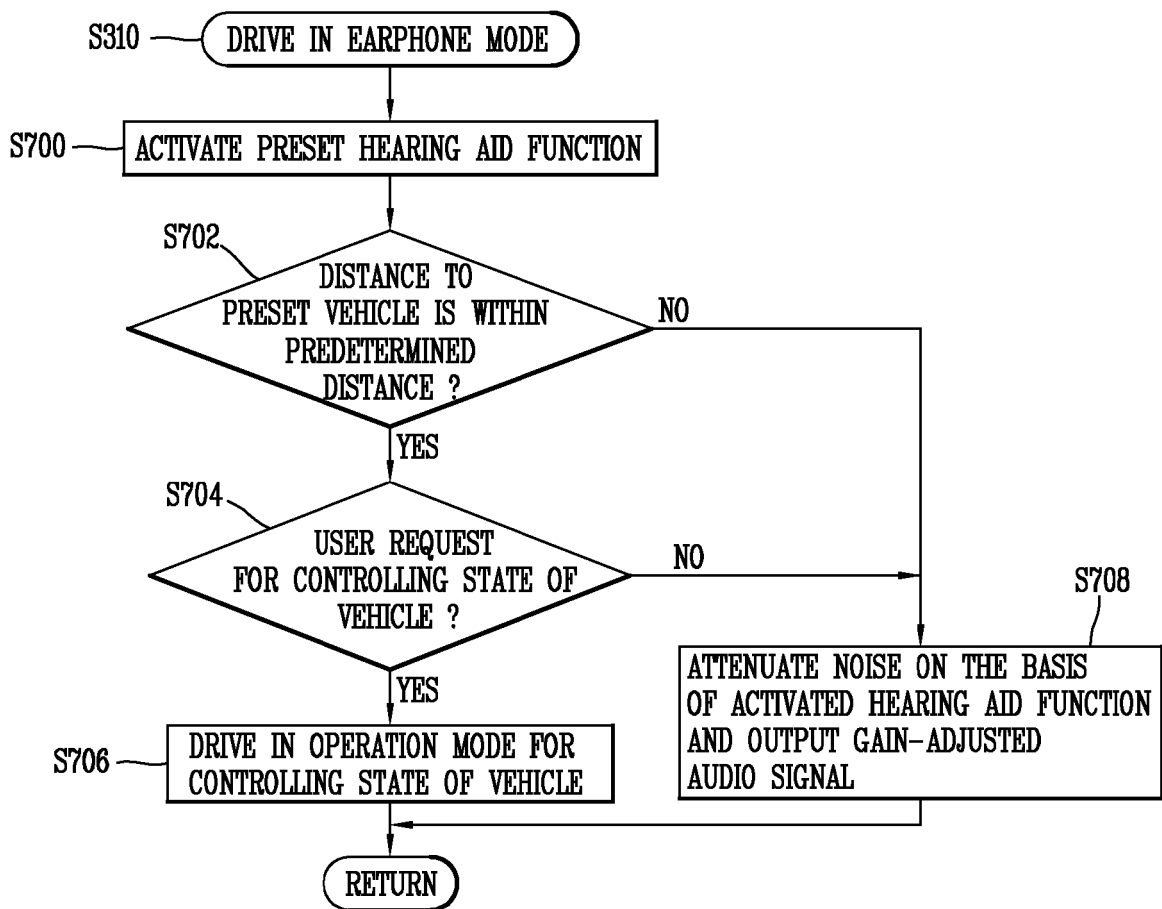 S310
DRIVE IN EARPHONE MODE
S700
ACTIVATE PRESET HEARING AID FUNCTION
S702
DISTANCE TO
PRESET VEHICLE IS WITHIN
PREDETERMINED
DISTANCE ?
NO
YES
S704
USER REQUEST
FOR CONTROLLING STATE OF
VEHICLE ?
NO
YES
S708
ATTENUATE NOISE ON THE BASIS
OF ACTIVATED HEARING AID FUNCTION
AND OUTPUT GAIN-ADJUSTED
AUDIO SIGNAL
S706
DRIVE IN OPERATION MODE FOR
CONTROLLING STATE OF VEHICLE
RETURN